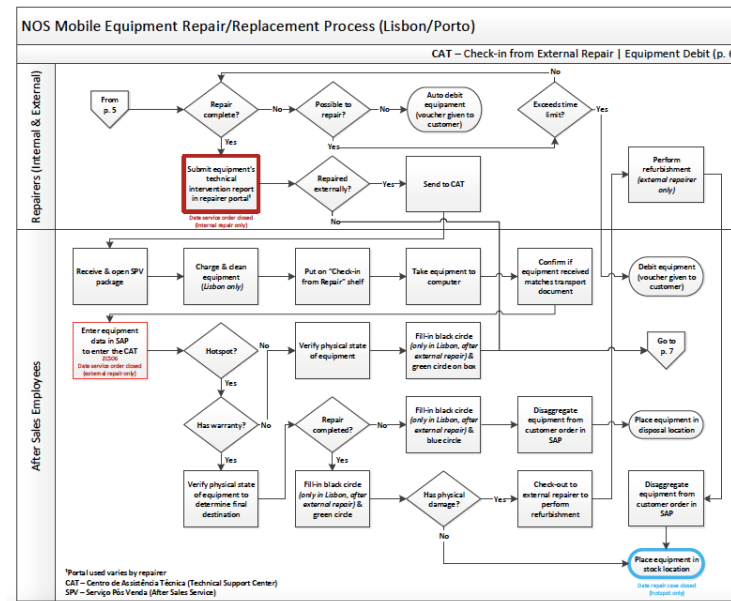 NOS Mobile Equipment Repair/Replacement Process (Lisbon/Porto)
CAT – Check-in from External Repair | Equipment Debit (p. 6
Repairers (Internal & External)
From
p. 5
Repair
complete?
No
Possible to
repair?
No
Auto debit
equipament
(voucher given to
customer)
No
Exceeds time
limit?
Yes
Yes
Yes
Submit equipment's
technical
intervention report
in repairer portal¹
Date service order closed
(internal repair only)
Repaired
externally?
Yes
No
Send to CAT
Perform
refurbishment
(external repairer
only)
After Sales Employees
Receive & open SPV
package
Charge & clean
equipment
(Lisbon only)
Put on "Check-in
from Repair" shelf
Take equipment to
computer
Confirm if
equipment received
matches transport
document
Debit equipment
(voucher given to
customer)
Enter equipment
data in SAP
to enter the CAT
ZCS06
Date service order closed
(external repair only)
Hotspot?
No
Yes
Verify physical state
of equipment
Fill-in black circle
(only in Lisbon, after
external repair) &
green circle on box
Go to
p. 7
Has warranty?
No
Yes
Repair
completed?
No
Yes
Fill-in black circle
(only in Lisbon, after
external repair) &
blue circle
Disaggregate
equipment from
customer order in
SAP
Place equipment in
disposal location
Verify physical state
of equipment to
determine final
destination
Fill-in black circle
(only in Lisbon, after
external repair) &
green circle
Has physical
damage?
Yes
No
Check-out to
external repairer to
perform
refurbishment
Disaggregate
equipment from
customer order in
SAP
Place equipment in
stock location
Date repair case closed
(hotspot only)
¹Portal used varies by repairer
CAT – Centro de Assistência Técnica (Technical Support Center)
SPV – Serviço Pós Venda (After Sales Service)